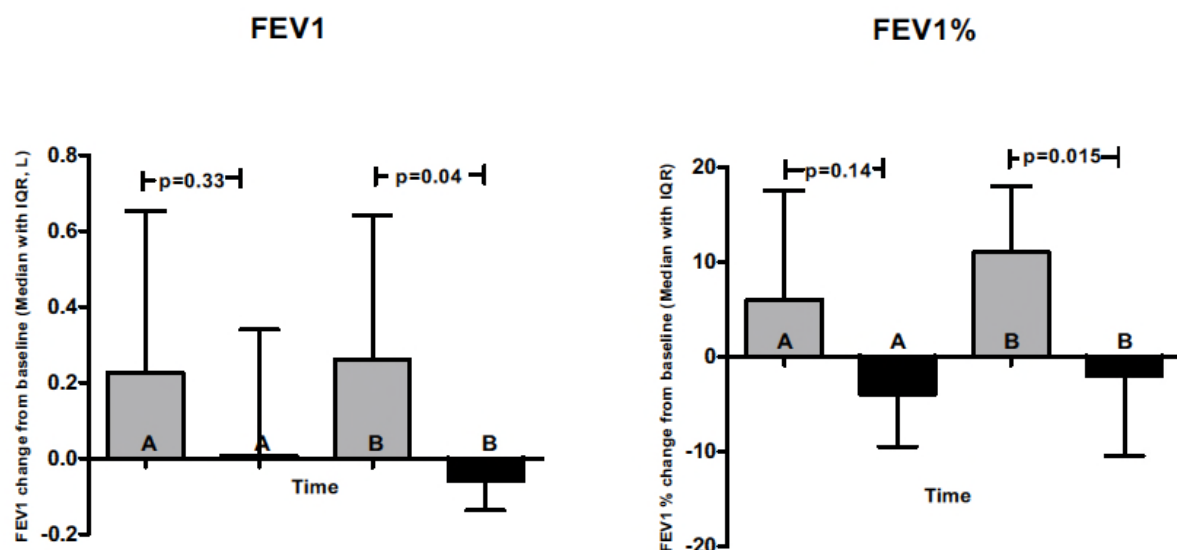 FEV1
FEV1 change from baseline (Median with IQR, L)
0.8
0.6
0.4
0.2
0.0
-0.2
p=0.33
p=0.04
A
A
B
B
Time
FEV1%
FEV1 % change from baseline (Median with IQR)
20
10
0
-10
-20
p=0.14
p=0.015
A
A
B
B
Time